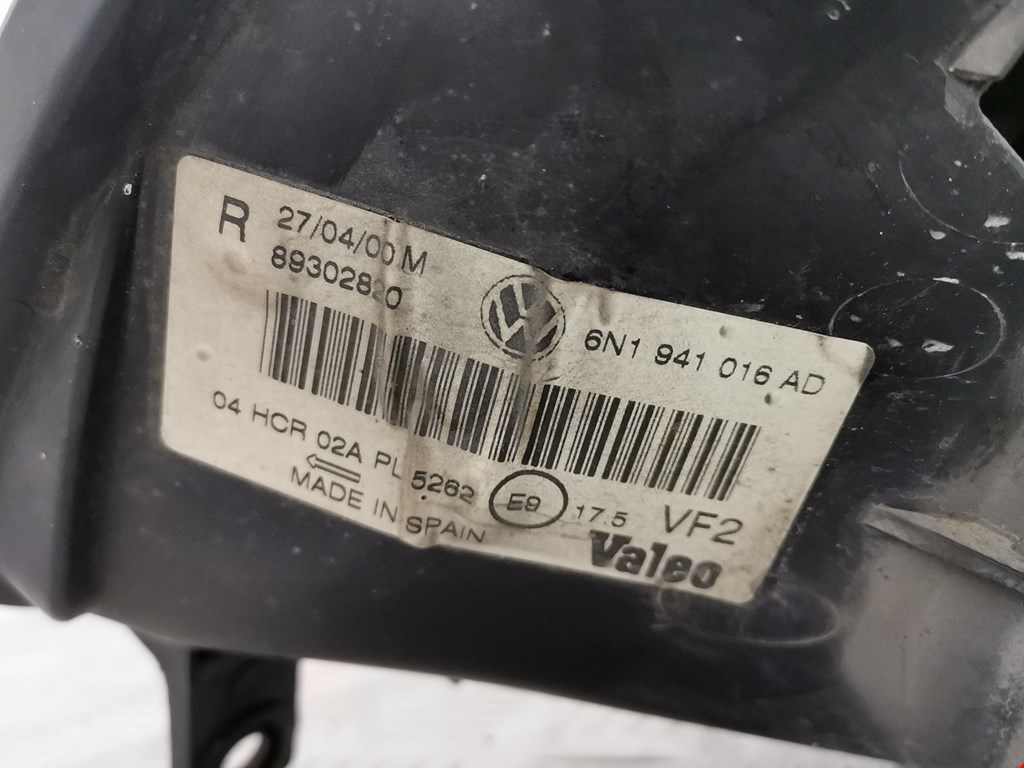 R 27/04/00 M
6N1 941 016 AD
04 HCR 02A PL 5262 E9 17.5 VF2
MADE IN SPAIN
Valeo